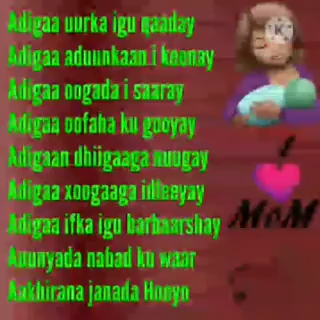 Adigaa uurka igu qaaday
Adigaa aduunkaan i keenay
Adigaa oogada i saaray
Adigaa oofaha ku gooyay
Adigaan dhiigaaga nuugay
Adigaa xoogaaga idleeyay
Adigaa ifka igu barbaarshay
Auunyada nabad ku waar
Aakhirana janada Hooyo
I
MoM